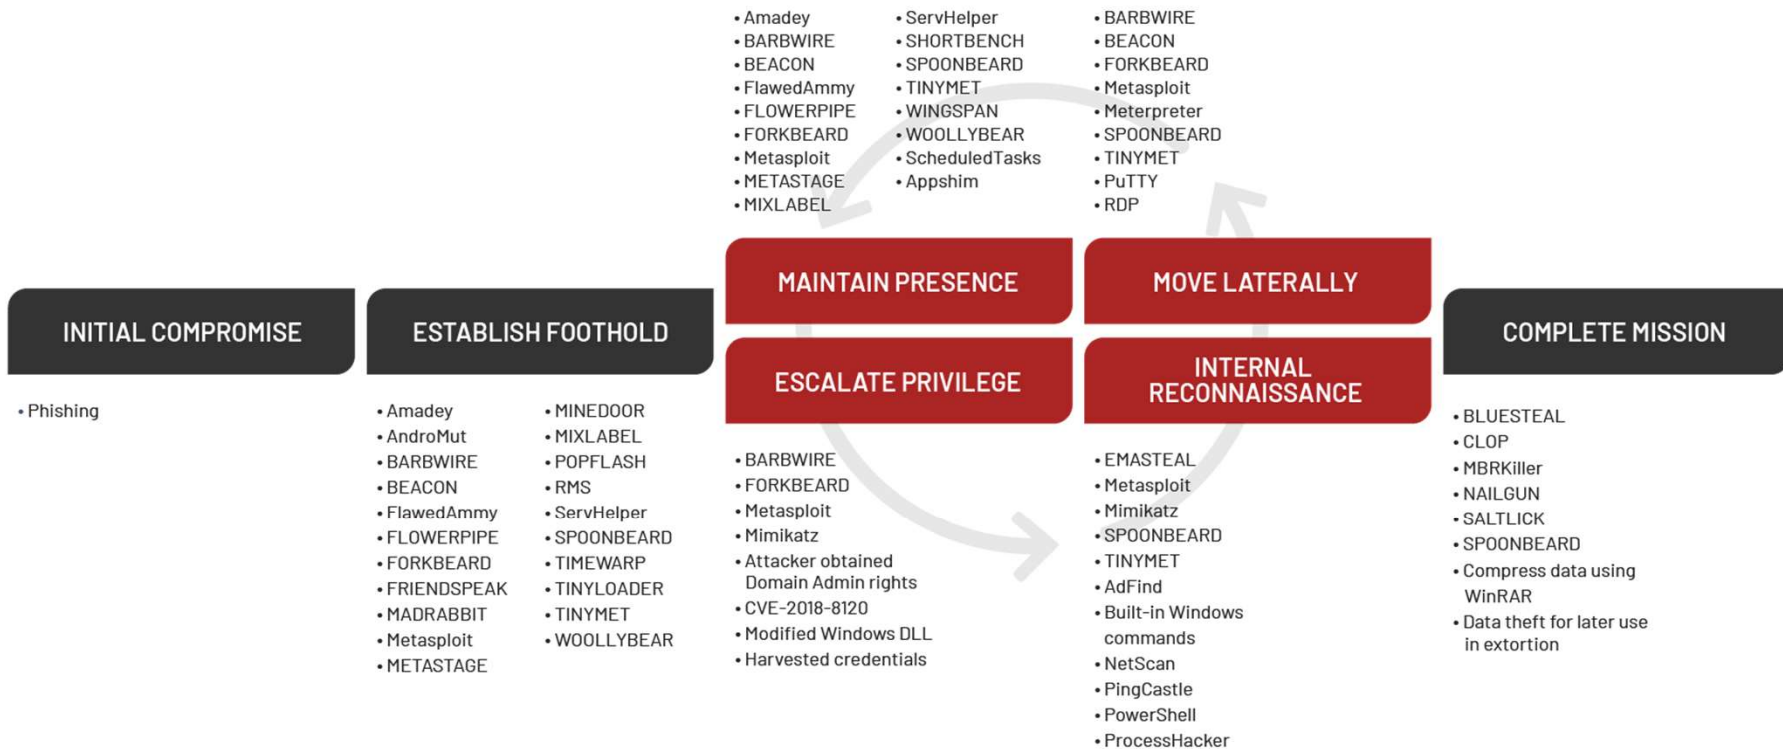 • Amadey
• BARBWIRE
• BEACON
• FlawedAmmy
• FLOWERPIPE
• FORKBEARD
• Metasploit
• METASTAGE
• MIXLABEL
• ServHelper
• SHORTBENCH
• SPOONBEARD
• TINYMET
• WINGSPAN
• WOOLLYBEAR
• ScheduledTasks
• Appshim
• BARBWIRE
• BEACON
• FORKBEARD
• Metasploit
• Meterpreter
• SPOONBEARD
• TINYMET
• PuTTY
• RDP
INITIAL COMPROMISE
• Phishing
ESTABLISH FOOTHOLD
• Amadey
• AndroMut
• BARBWIRE
• BEACON
• FlawedAmmy
• FLOWERPIPE
• FORKBEARD
• FRIENDSPEAK
• MADRABBIT
• Metasploit
• METASTAGE
• MINEDOOR
• MIXLABEL
• POPFLASH
• RMS
• ServHelper
• SPOONBEARD
• TIMEWARP
• TINYLOADER
• TINYMET
• WOOLLYBEAR
MAINTAIN PRESENCE
MOVE LATERALLY
ESCALATE PRIVILEGE
• BARBWIRE
• FORKBEARD
• Metasploit
• Mimikatz
• Attacker obtained
Domain Admin rights
• CVE-2018-8120
• Modified Windows DLL
• Harvested credentials
INTERNAL
RECONNAISSANCE
• EMASTEAL
• Metasploit
• Mimikatz
• SPOONBEARD
• TINYMET
• AdFind
• Built-in Windows
commands
• NetScan
• PingCastle
• PowerShell
• ProcessHacker
COMPLETE MISSION
• BLUESTEAL
• CLOP
• MBRKiller
• NAILGUN
• SALTLICK
• SPOONBEARD
• Compress data using
WinRAR
• Data theft for later use
in extortion